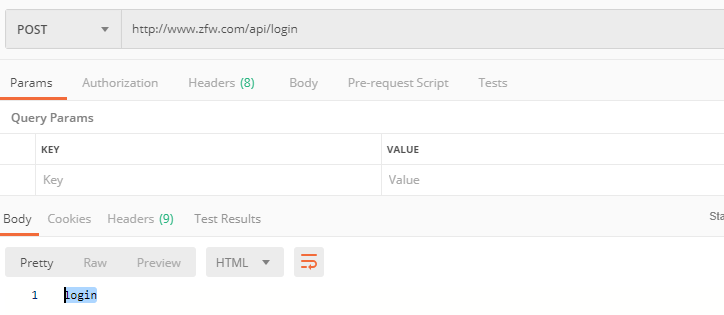 POST http://www.zfw.com/api/login
Params Authorization Headers (8) Body Pre-request Script Tests
Query Params
KEY VALUE
Key Value
Body Cookies Headers (9) Test Results Sta
Pretty Raw Preview HTML
1 login